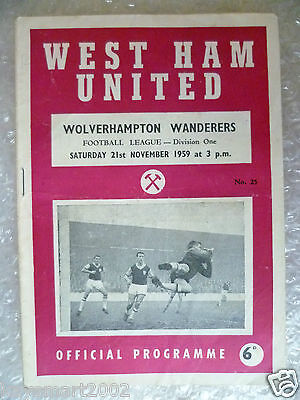 WEST HAM
UNITED
WOLVERHAMPTON WANDERERS
FOOTBALL LEAGUE — Division One
SATURDAY 21st NOVEMBER 1959 at 3 p.m.
No. 25
OFFICIAL PROGRAMME 6D